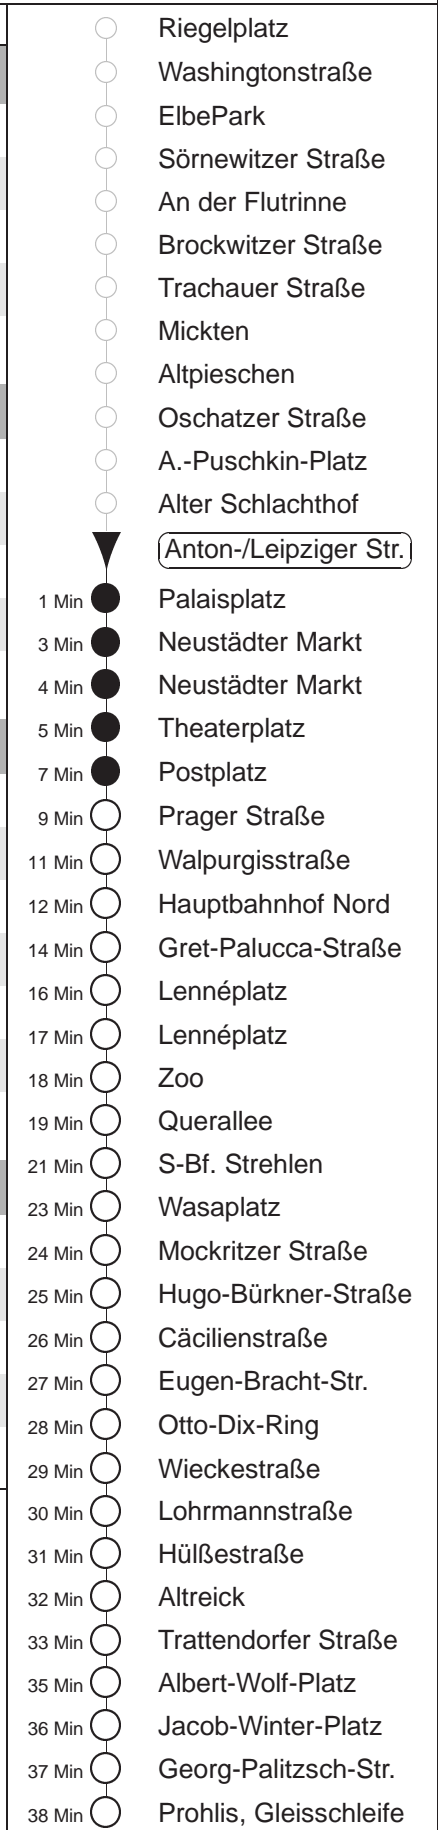 Riegelplatz
Washingtonstraße
ElbePark
Sörnewitzer Straße
An der Flutrinne
Brockwitzer Straße
Trachauer Straße
Mickten
Altpieschen
Oschatzer Straße
A.-Puschkin-Platz
Alter Schlachthof
Anton-/Leipziger Str.
1 Min Palaisplatz
3 Min Neustädter Markt
4 Min Neustädter Markt
5 Min Theaterplatz
7 Min Postplatz
9 Min Prager Straße
11 Min Walpurgisstraße
12 Min Hauptbahnhof Nord
14 Min Gret-Palucca-Straße
16 Min Lennéplatz
17 Min Lennéplatz
18 Min Zoo
19 Min Querallee
21 Min S-Bf. Strehlen
23 Min Wasaplatz
24 Min Mockritzer Straße
25 Min Hugo-Bürkner-Straße
26 Min Cäcilienstraße
27 Min Eugen-Bracht-Str.
28 Min Otto-Dix-Ring
29 Min Wieckestraße
30 Min Lohrmannstraße
31 Min Hülßestraße
32 Min Altreick
33 Min Trattendorfer Straße
35 Min Albert-Wolf-Platz
36 Min Jacob-Winter-Platz
37 Min Georg-Palitzsch-Str.
38 Min Prohlis, Gleisschleife